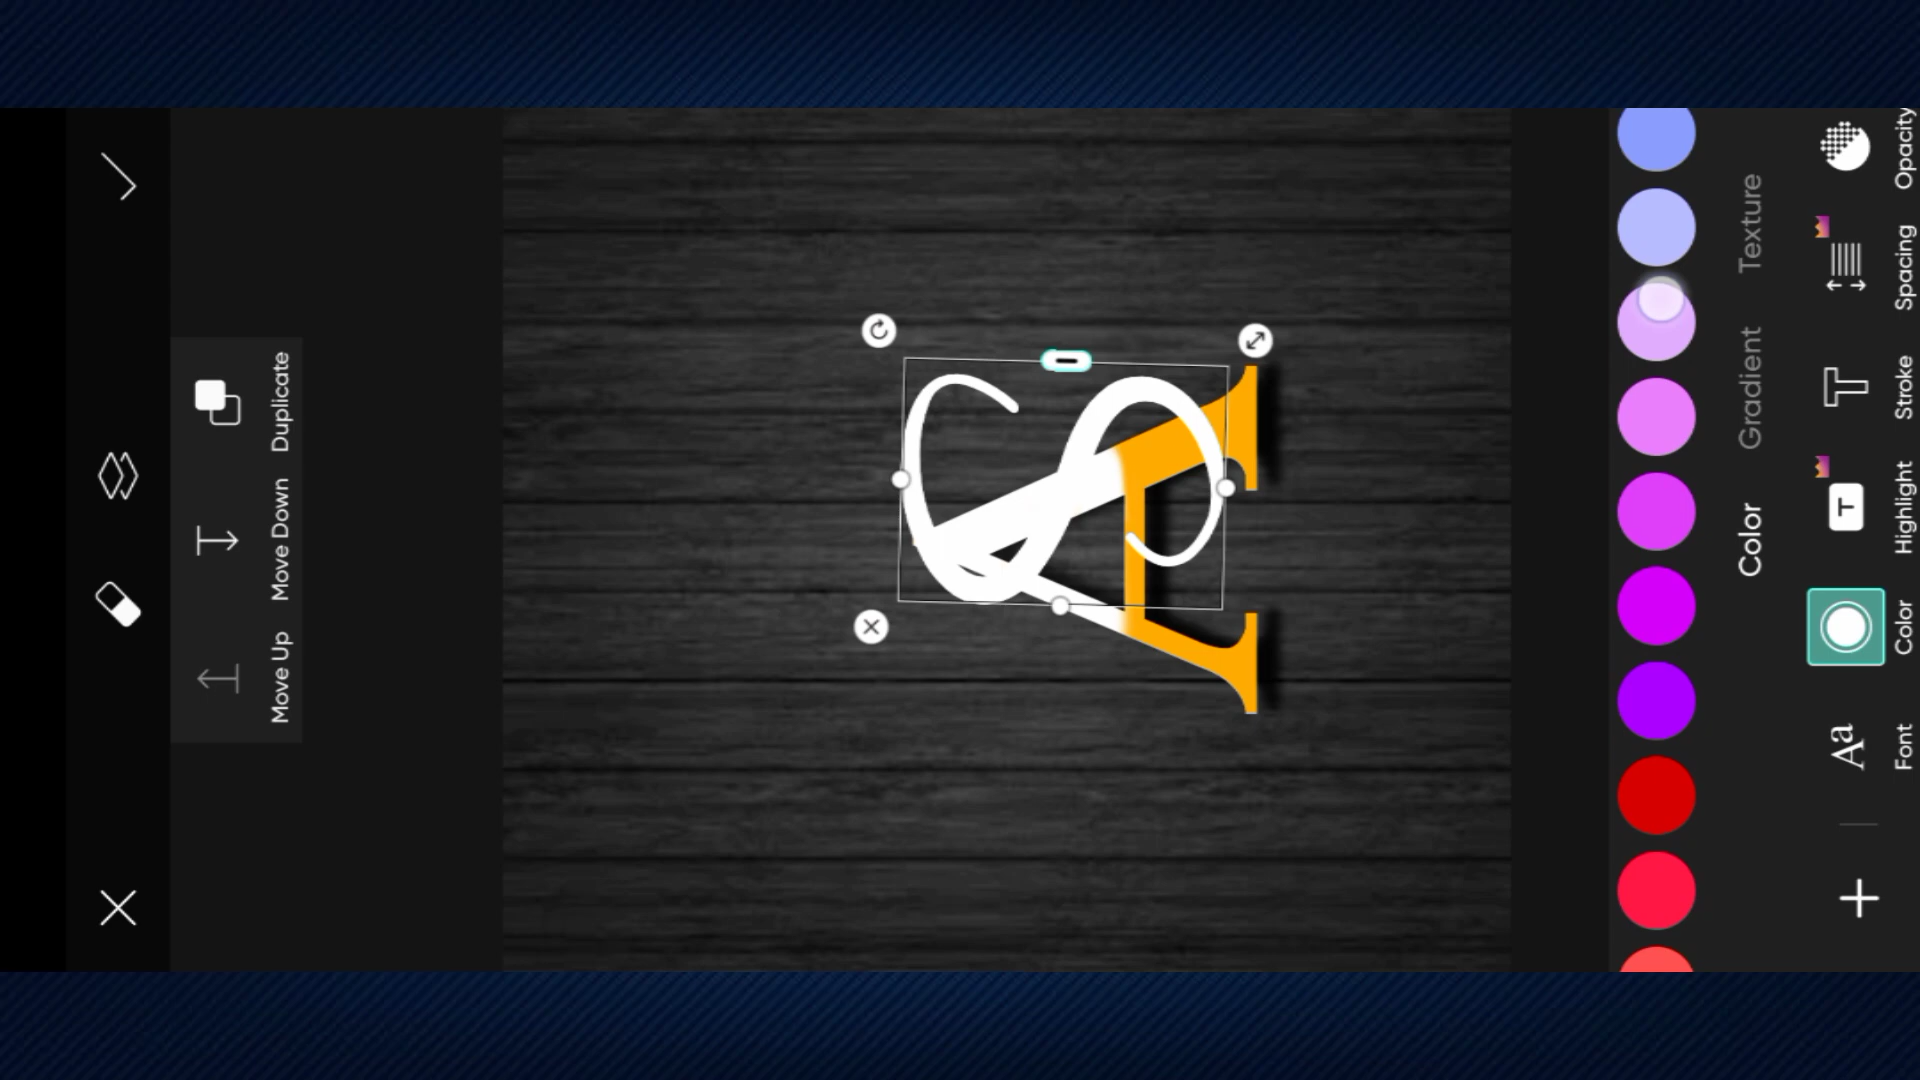 Move Up Move Down Duplicate
A
S
Color Gradient Texture
Aa T
Font Color Highlight Stroke Spacing Opacity